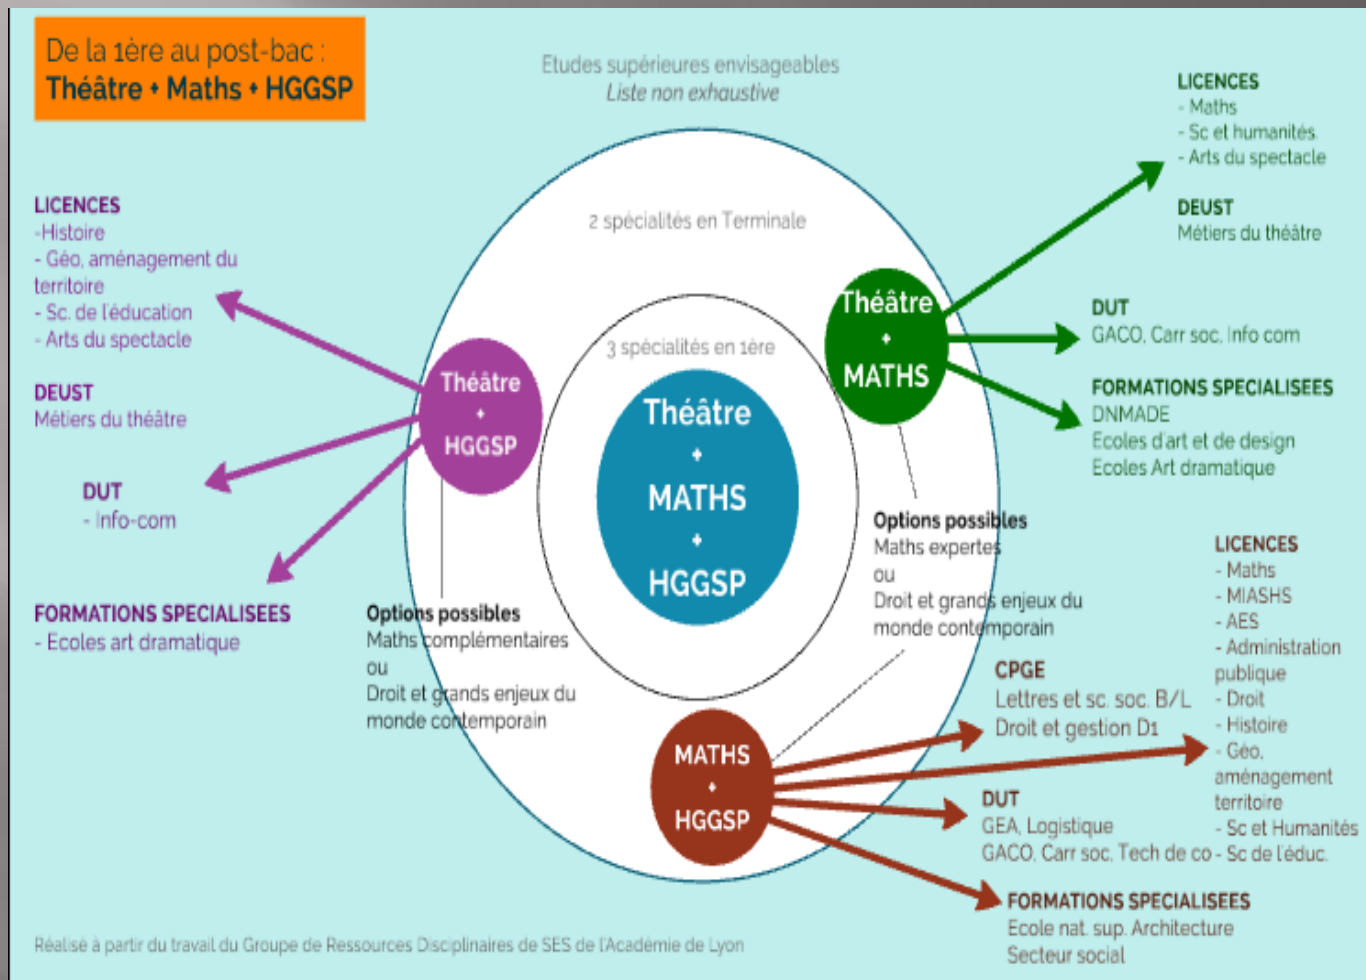 De la 1ère au post-bac :
Théâtre + Maths + HGGSP
Etudes supérieures envisageables
Liste non exhaustive
2 spécialités en Terminale
3 spécialités en 1ère
Théâtre
+
MATHS
+
HGGSP
LICENCES
-Histoire
- Géo, aménagement du
territoire
- Sc. de l'éducation
- Arts du spectacle
DEUST
Métiers du théâtre
DUT
- Info-com
FORMATIONS SPECIALISEES
- Ecoles art dramatique
Théâtre
+
HGGSP
Options possibles
Maths complémentaires
ou
Droit et grands enjeux du
monde contemporain
Théâtre
+
MATHS
LICENCES
- Maths
- Sc et humanités.
- Arts du spectacle
DEUST
Métiers du théâtre
DUT
GACO, Carr soc, Info com
FORMATIONS SPECIALISEES
DNMADE
Ecoles d'art et de design
Ecoles Art dramatique
Options possibles
Maths expertes
ou
Droit et grands enjeux du
monde contemporain
MATHS
+
HGGSP
CPGE
Lettres et sc. soc. B/L
Droit et gestion D1
LICENCES
- Maths
- MIASHS
- AES
- Administration
publique
- Droit
- Histoire
- Géo,
aménagement
territoire
- Sc et Humanités
- Sc de l'éduc.
DUT
GEA, Logistique
GACO, Carr soc, Tech de co
FORMATIONS SPECIALISEES
Ecole nat. sup. Architecture
Secteur social
Réalisé à partir du travail du Groupe de Ressources Disciplinaires de SES de l'Académie de Lyon